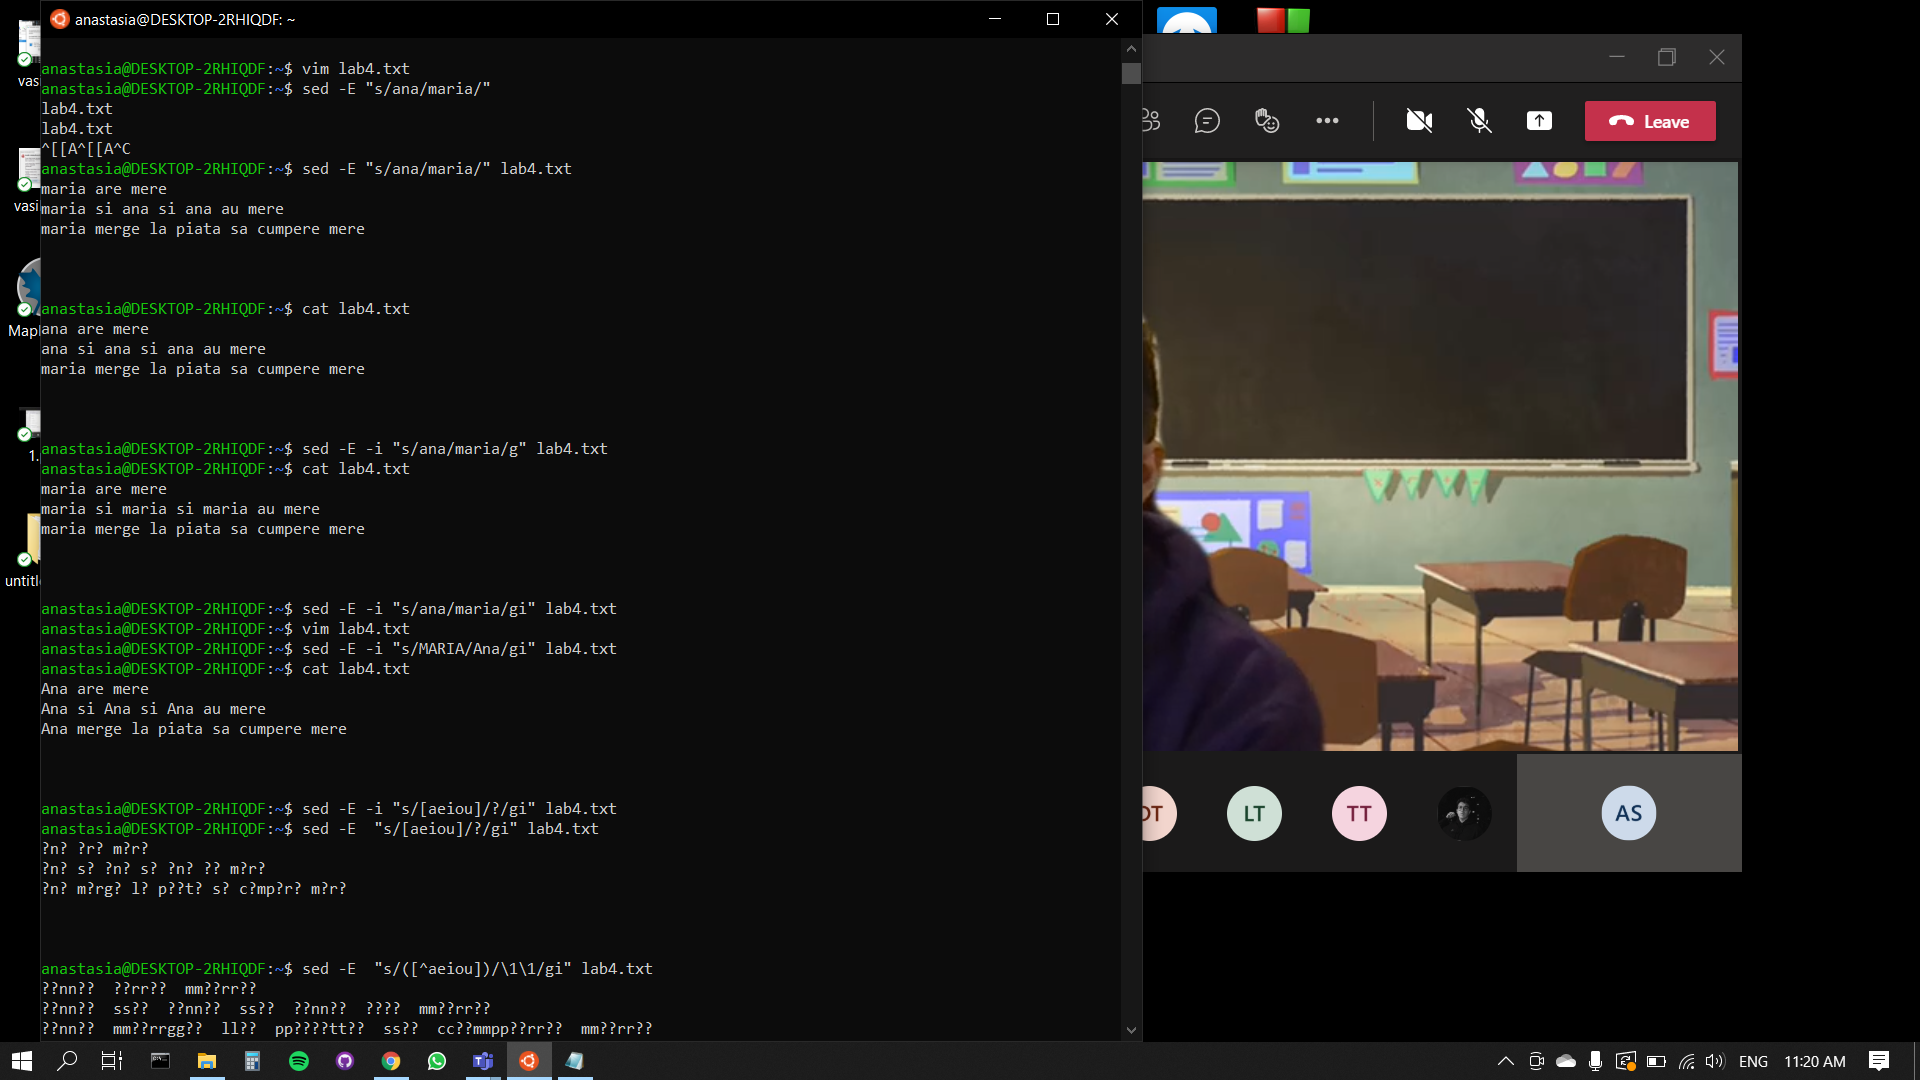 anastasia@DESKTOP-2RHIQDF: ~
anastasia@DESKTOP-2RHIQDF:~$ vim lab4.txt
anastasia@DESKTOP-2RHIQDF:~$ sed -E "s/ana/maria/"
lab4.txt
lab4.txt
^[[A^[[A^C
anastasia@DESKTOP-2RHIQDF:~$ sed -E "s/ana/maria/" lab4.txt
maria are mere
maria si ana si ana au mere
maria merge la piata sa cumpere mere
anastasia@DESKTOP-2RHIQDF:~$ cat lab4.txt
ana are mere
ana si ana si ana au mere
maria merge la piata sa cumpere mere
anastasia@DESKTOP-2RHIQDF:~$ sed -E -i "s/ana/maria/g" lab4.txt
anastasia@DESKTOP-2RHIQDF:~$ cat lab4.txt
maria are mere
maria si maria si maria au mere
maria merge la piata sa cumpere mere
anastasia@DESKTOP-2RHIQDF:~$ sed -E -i "s/ana/maria/gi" lab4.txt
anastasia@DESKTOP-2RHIQDF:~$ vim lab4.txt
anastasia@DESKTOP-2RHIQDF:~$ sed -E -i "s/MARIA/Ana/gi" lab4.txt
anastasia@DESKTOP-2RHIQDF:~$ cat lab4.txt
Ana are mere
Ana si Ana si Ana au mere
Ana merge la piata sa cumpere mere
anastasia@DESKTOP-2RHIQDF:~$ sed -E -i "s/[aeiou]/?/gi" lab4.txt
anastasia@DESKTOP-2RHIQDF:~$ sed -E  "s/[aeiou]/?/gi" lab4.txt
?n? ?r? m?r?
?n? s? ?n? s? ?n? ?? m?r?
?n? m?rg? l? p??t? s? c?mp?r? m?r?
anastasia@DESKTOP-2RHIQDF:~$ sed -E  "s/([^aeiou])/\1\1/gi" lab4.txt
??nn??  ??rr??  mm??rr??
??nn??  ss??  ??nn??  ss??  ??nn??  ????  mm??rr??
??nn??  mm??rrgg??  ll??  pp????tt??  ss??  cc??mmpp??rr??  mm??rr??
vas
vasi
Mapl
1.
untitl
Leave
LT
TT
AS
ENG
11:20 AM